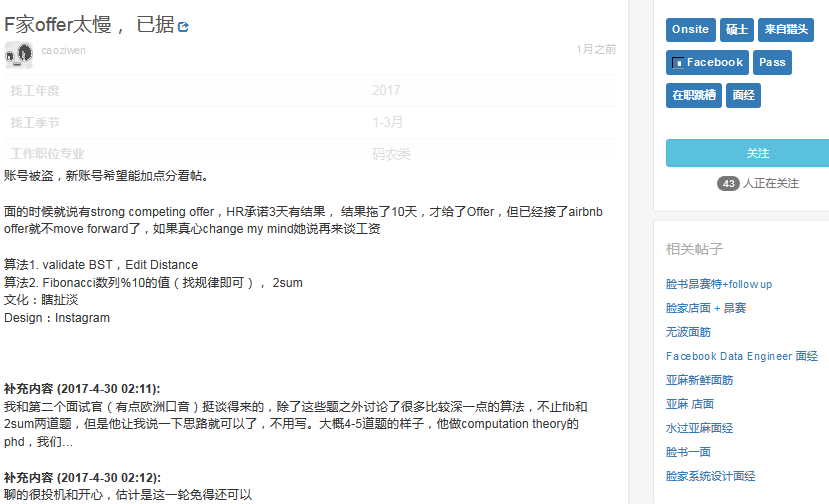 F家offer太慢， 已据
caoziwen
1月之前
找工年度 2017
找工季节 1-3月
工作职位专业 码农类
账号被盗，新账号希望能加点分看帖。
面的时候就说有strong competing offer，HR承诺3天有结果， 结果拖了10天，才给了Offer，但已经接了airbnb
offer就不move forward了，如果真心change my mind她说再来谈工资
算法1. validate BST，Edit Distance
算法2. Fibonacci数列%10的值（找规律即可）， 2sum
文化：瞎扯淡
Design：Instagram
补充内容 (2017-4-30 02:11):
我和第二个面试官（有点欧洲口音）挺谈得来的，除了这些题之外讨论了很多比较深一点的算法，不止fib和
2sum两道题，但是他让我说一下思路就可以了，不用写。大概4-5道题的样子，他做computation theory的
phd，我们...
补充内容 (2017-4-30 02:12):
聊的很投机和开心，估计是这一轮免得还可以
Onsite 硕士 来自猎头
Facebook Pass
在职跳槽 面经
关注
43 人正在关注
相关帖子
脸书昂赛特+followup
脸家店面 + 昂赛
无波面筋
Facebook Data Engineer 面经
亚麻新鲜面筋
亚麻 店面
水过亚麻面经
脸书一面
脸家系统设计面经